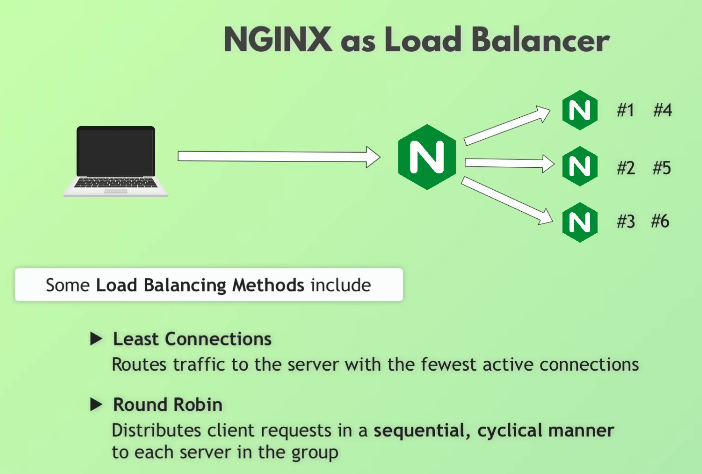 NGINX as Load Balancer
N
N
#1 #4
N
#2 #5
N
#3 #6
Some Load Balancing Methods include
Least Connections
Routes traffic to the server with the fewest active connections
Round Robin
Distributes client requests in a sequential, cyclical manner
to each server in the group